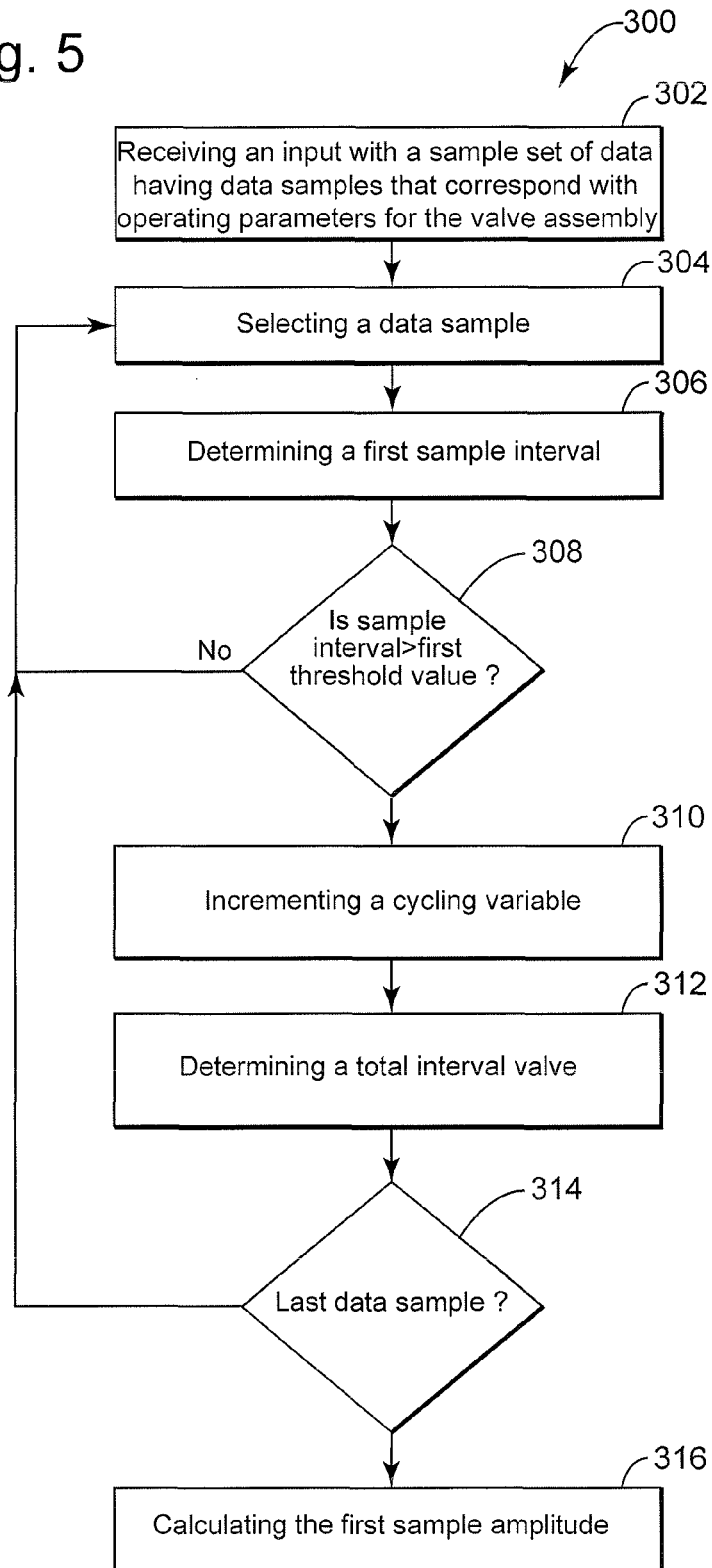 g. 5
300
302
Receiving an input with a sample set of data
having data samples that correspond with
operating parameters for the valve assembly
304
Selecting a data sample
306
Determining a first sample interval
308
Is sample
interval>first
threshold value ?
No
310
Incrementing a cycling variable
312
Determining a total interval valve
314
Last data sample ?
316
Calculating the first sample amplitude